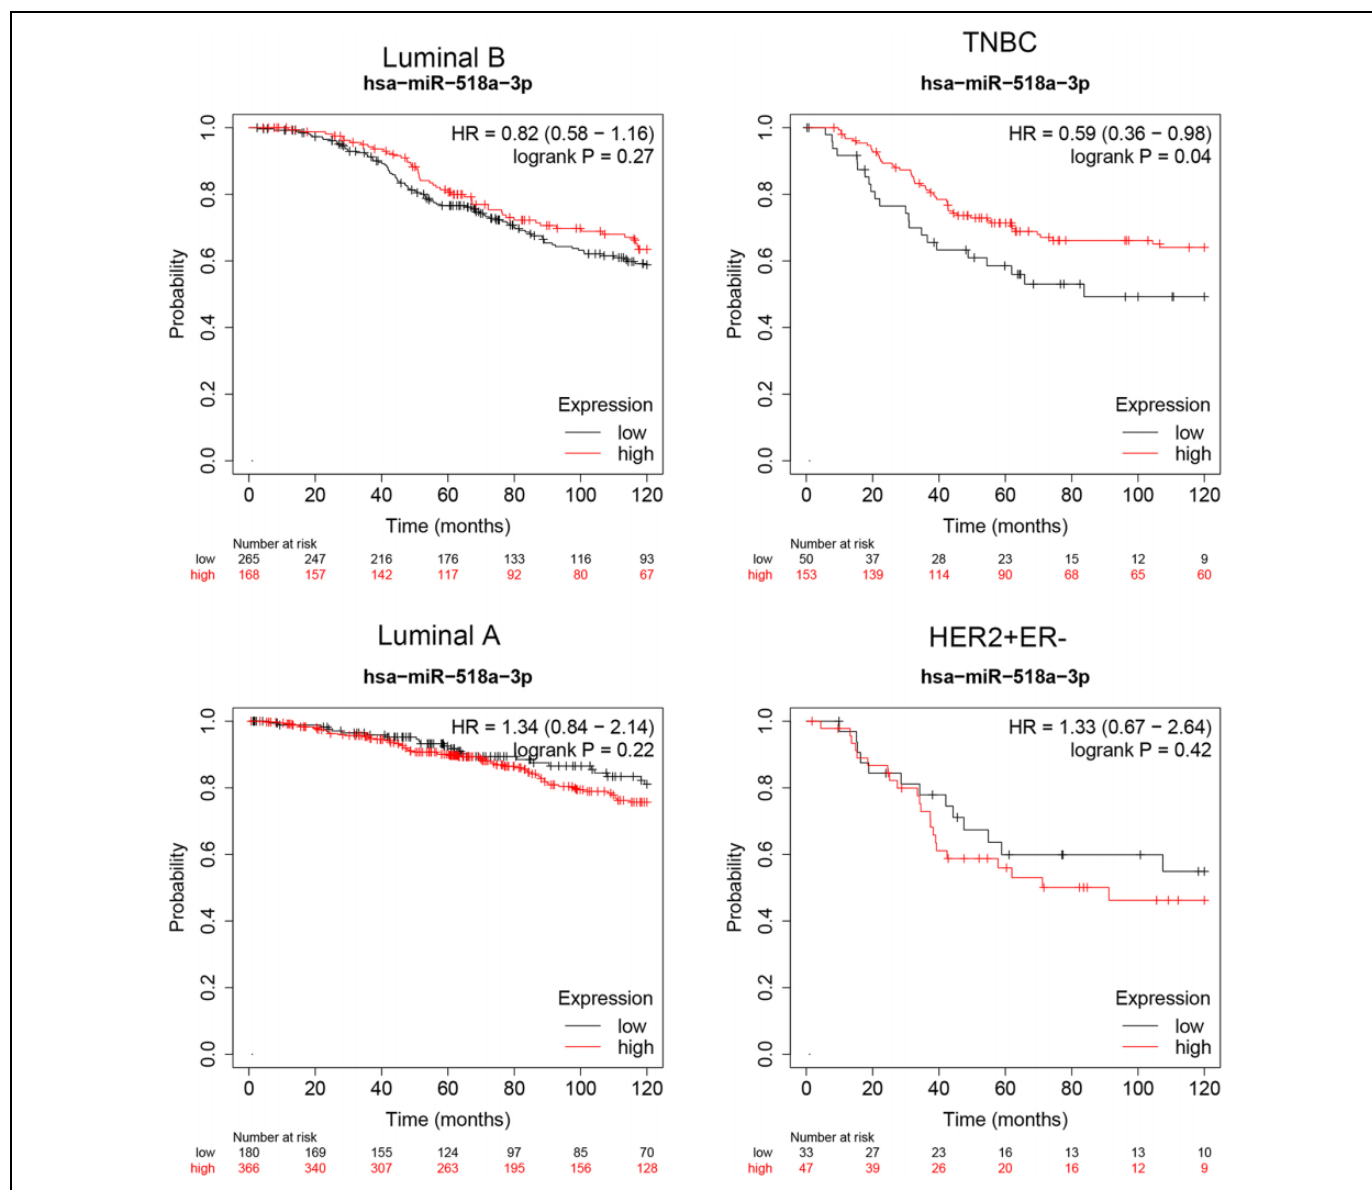 Luminal B
hsa-miR-518a-3p
HR = 0.82 (0.58 − 1.16)
logrank P = 0.27
Probability
1.0
0.8
0.6
0.4
0.2
0.0
Expression
low
high
0 20 40 60 80 100 120
Time (months)
Number at risk
low 265 247 216 176 133 116 93
high 168 157 142 117 92 80 67
TNBC
hsa-miR-518a-3p
HR = 0.59 (0.36 − 0.98)
logrank P = 0.04
Probability
1.0
0.8
0.6
0.4
0.2
0.0
Expression
low
high
0 20 40 60 80 100 120
Time (months)
Number at risk
low 50 37 28 23 15 12 9
high 153 139 114 90 68 65 60
Luminal A
hsa-miR-518a-3p
HR = 1.34 (0.84 − 2.14)
logrank P = 0.22
Probability
1.0
0.8
0.6
0.4
0.2
0.0
Expression
low
high
0 20 40 60 80 100 120
Time (months)
Number at risk
low 180 169 155 124 97 85 70
high 366 340 307 263 195 156 128
HER2+ER-
hsa-miR-518a-3p
HR = 1.33 (0.67 − 2.64)
logrank P = 0.42
Probability
1.0
0.8
0.6
0.4
0.2
0.0
Expression
low
high
0 20 40 60 80 100 120
Time (months)
Number at risk
low 33 27 23 16 13 13 10
high 47 39 26 20 16 12 9